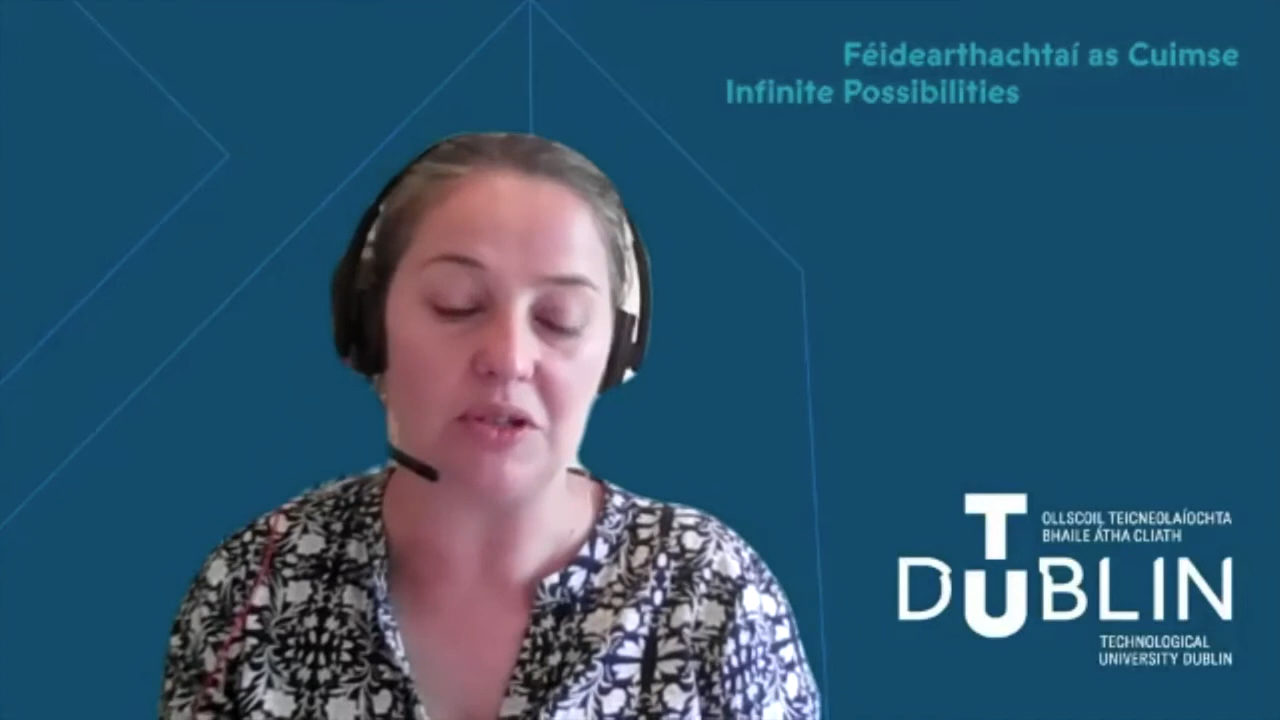 Féidearthachtaí as Cuimse
Infinite Possibilities
OLLSCOIL TEICNEOLAÍOCHTA
BHAILE ÁTHA CLIATH
TU DUBLIN
TECHNOLOGICAL
UNIVERSITY DUBLIN